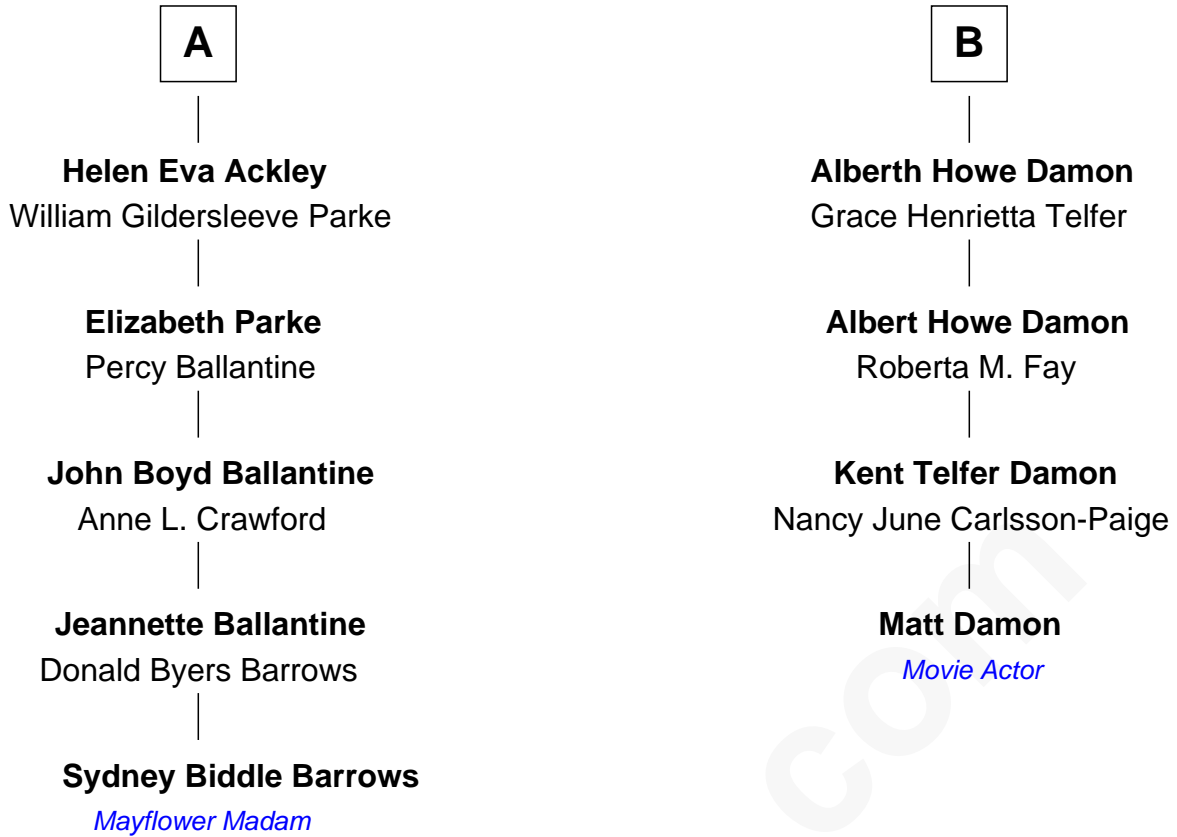 A
Helen Eva Ackley
William Gildersleeve Parke
Elizabeth Parke
Percy Ballantine
John Boyd Ballantine
Anne L. Crawford
Jeannette Ballantine
Donald Byers Barrows
Sydney Biddle Barrows
Mayflower Madam
B
Alberth Howe Damon
Grace Henrietta Telfer
Albert Howe Damon
Roberta M. Fay
Kent Telfer Damon
Nancy June Carlsson-Paige
Matt Damon
Movie Actor
com